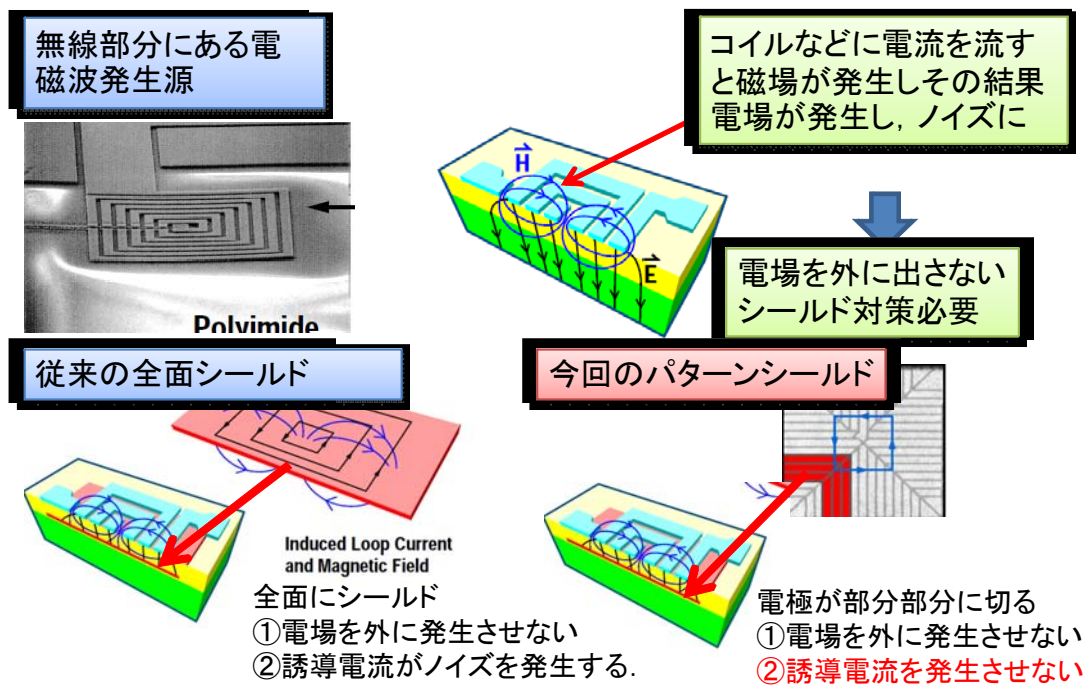 無線部分にある電
磁波発生源
コイルなどに電流を流す
と磁場が発生しその結果
電場が発生し，ノイズに
H
E
Polyimide
電場を外に出さない
シールド対策必要
従来の全面シールド
今回のパターンシールド
Induced Loop Current
and Magnetic Field
全面にシールド
①電場を外に発生させない
②誘導電流がノイズを発生する.
電極が部分部分に切る
①電場を外に発生させない
②誘導電流を発生させない